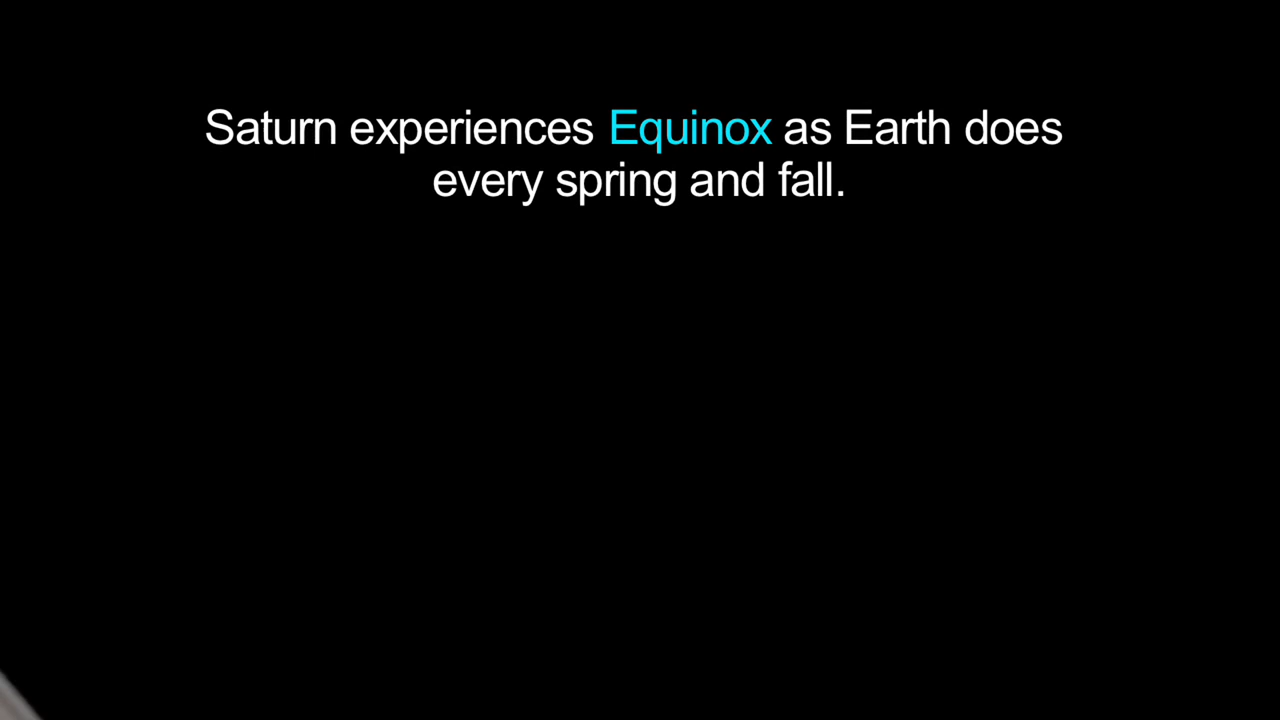 Saturn experiences Equinox as Earth does
every spring and fall.